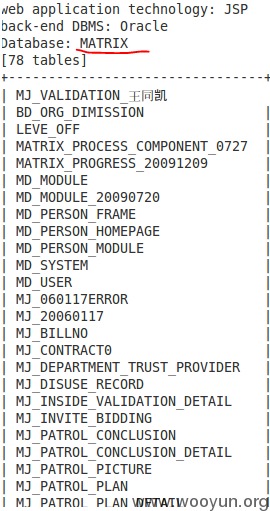 web application technology: JSP
back-end DBMS: Oracle
Database: MATRIX
[78 tables]
+--------------------------------+
| MJ_VALIDATION_王同凯
| BD_ORG_DIMISSION
| LEVE_OFF
| MATRIX_PROCESS_COMPONENT_0727
| MATRIX_PROGRESS_20091209
| MD_MODULE
| MD_MODULE_20090720
| MD_PERSON_FRAME
| MD_PERSON_HOMEPAGE
| MD_PERSON_MODULE
| MD_SYSTEM
| MD_USER
| MJ_060117ERROR
| MJ_20060117
| MJ_BILLNO
| MJ_CONTRACT0
| MJ_DEPARTMENT_TRUST_PROVIDER
| MJ_DISUSE_RECORD
| MJ_INSIDE_VALIDATION_DETAIL
| MJ_INVITE_BIDDING
| MJ_PATROL_CONCLUSION
| MJ_PATROL_CONCLUSION_DETAIL
| MJ_PATROL_PICTURE
| MJ_PATROL_PLAN
| MJ_PATROL_PLAN_DETAIL
www.wooyun.org